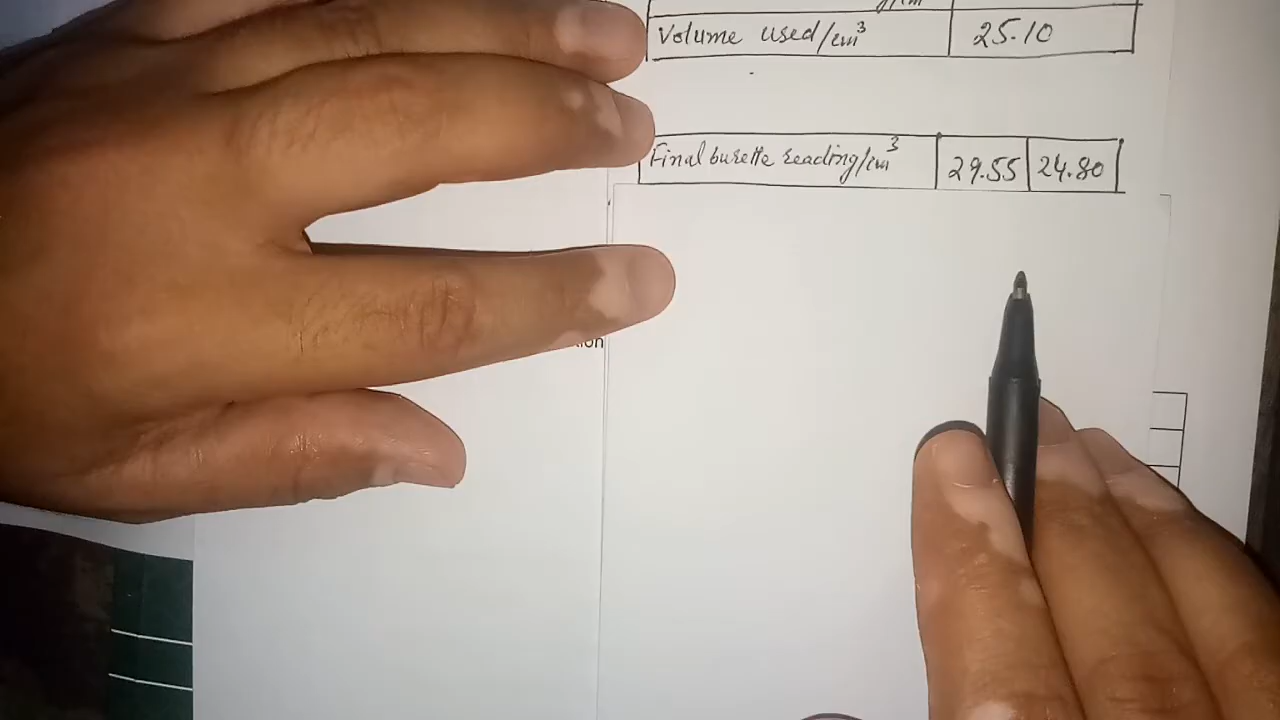 Volume used/cm³ 25.10
Final burette reading/cm³ 29.55 24.80